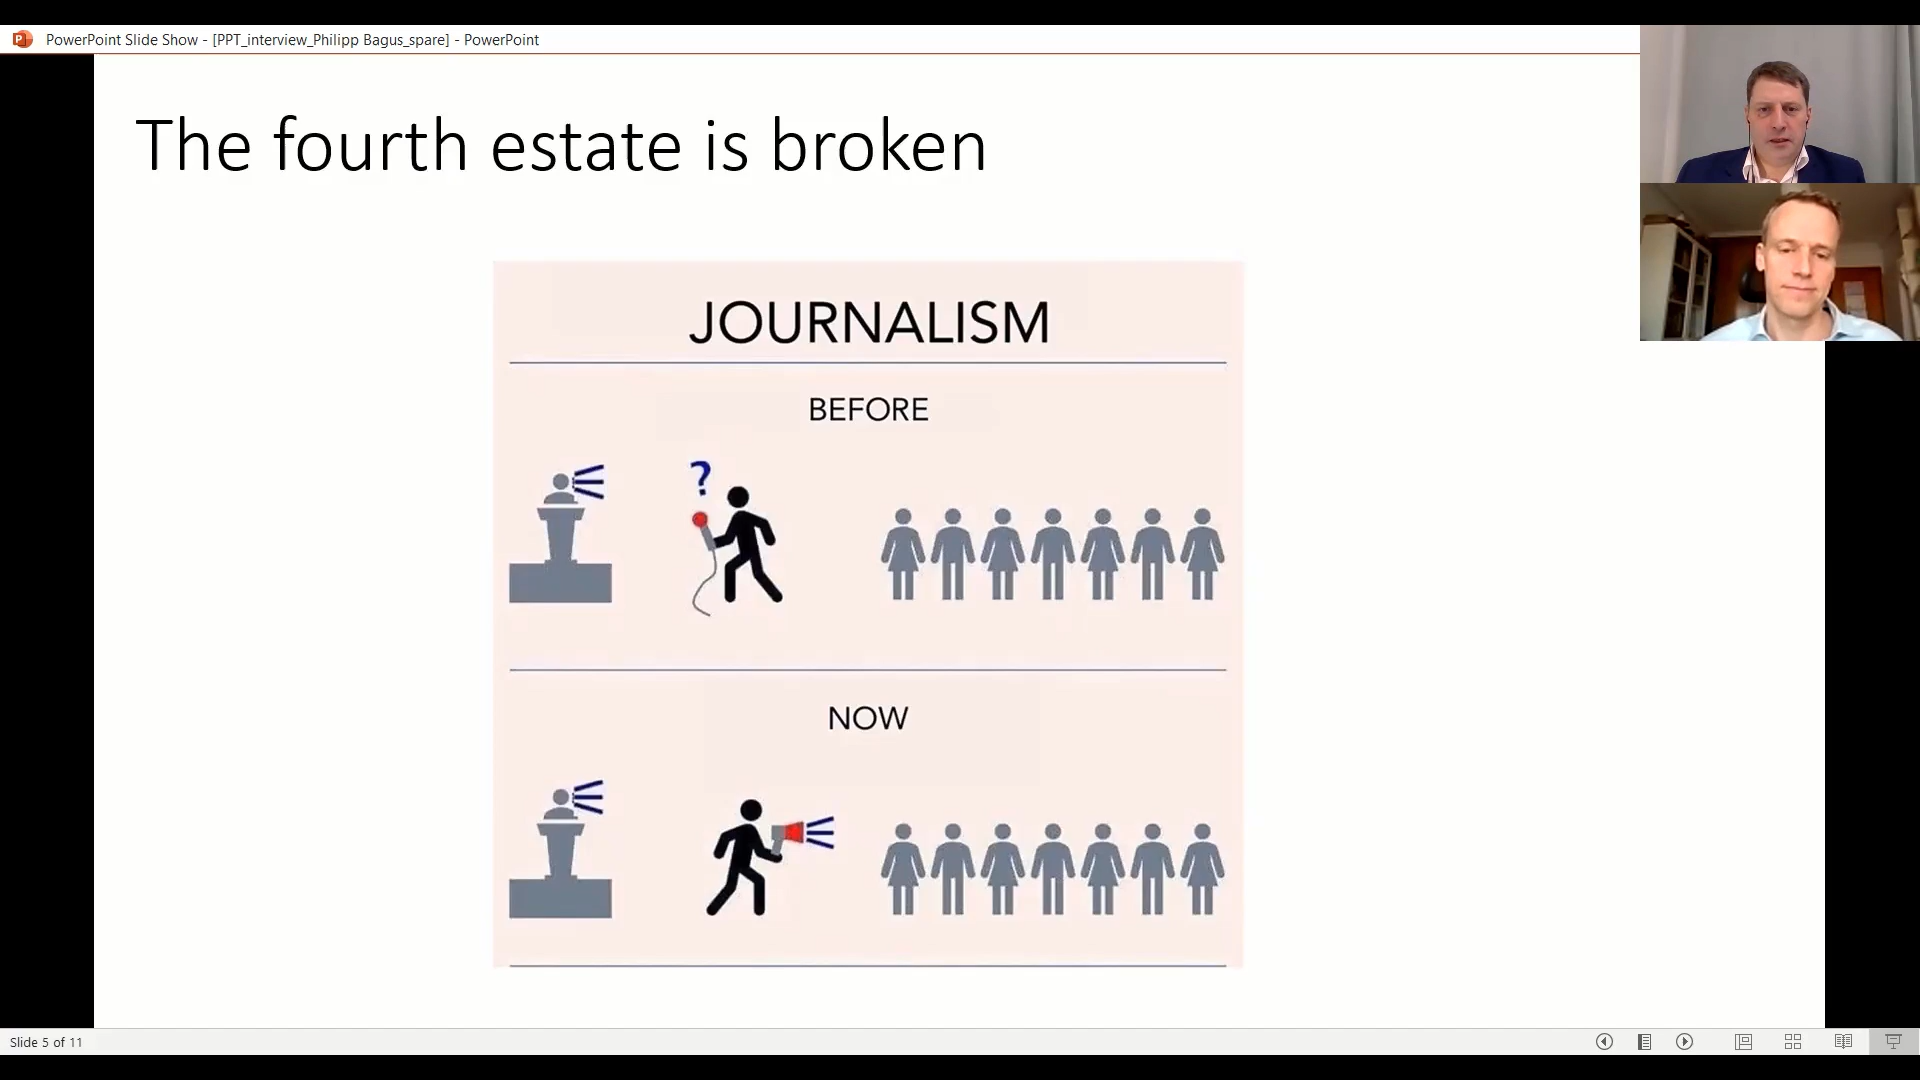 PowerPoint Slide Show - [PPT_interview_Philipp Bagus_spare] - PowerPoint
The fourth estate is broken
JOURNALISM
BEFORE
?
NOW
Slide 5 of 11